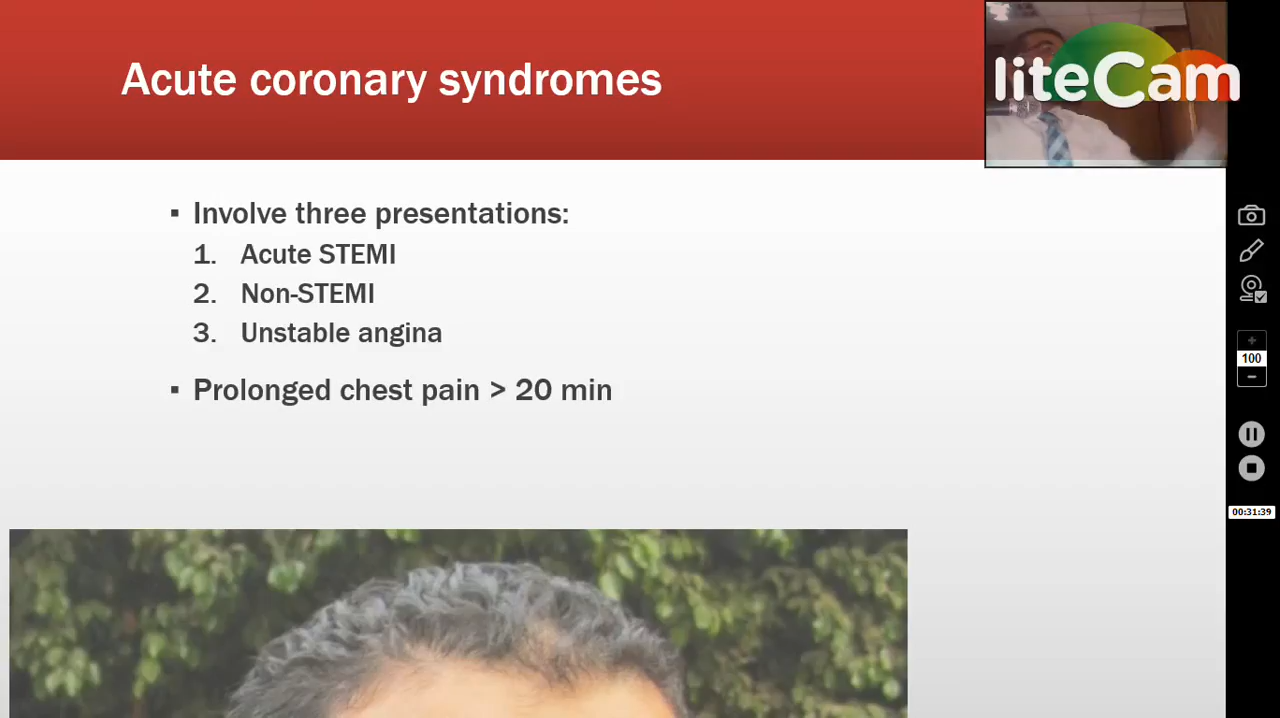 Acute coronary syndromes
liteCam
▪ Involve three presentations:
1. Acute STEMI
2. Non-STEMI
3. Unstable angina
▪ Prolonged chest pain > 20 min
100
00:31:39